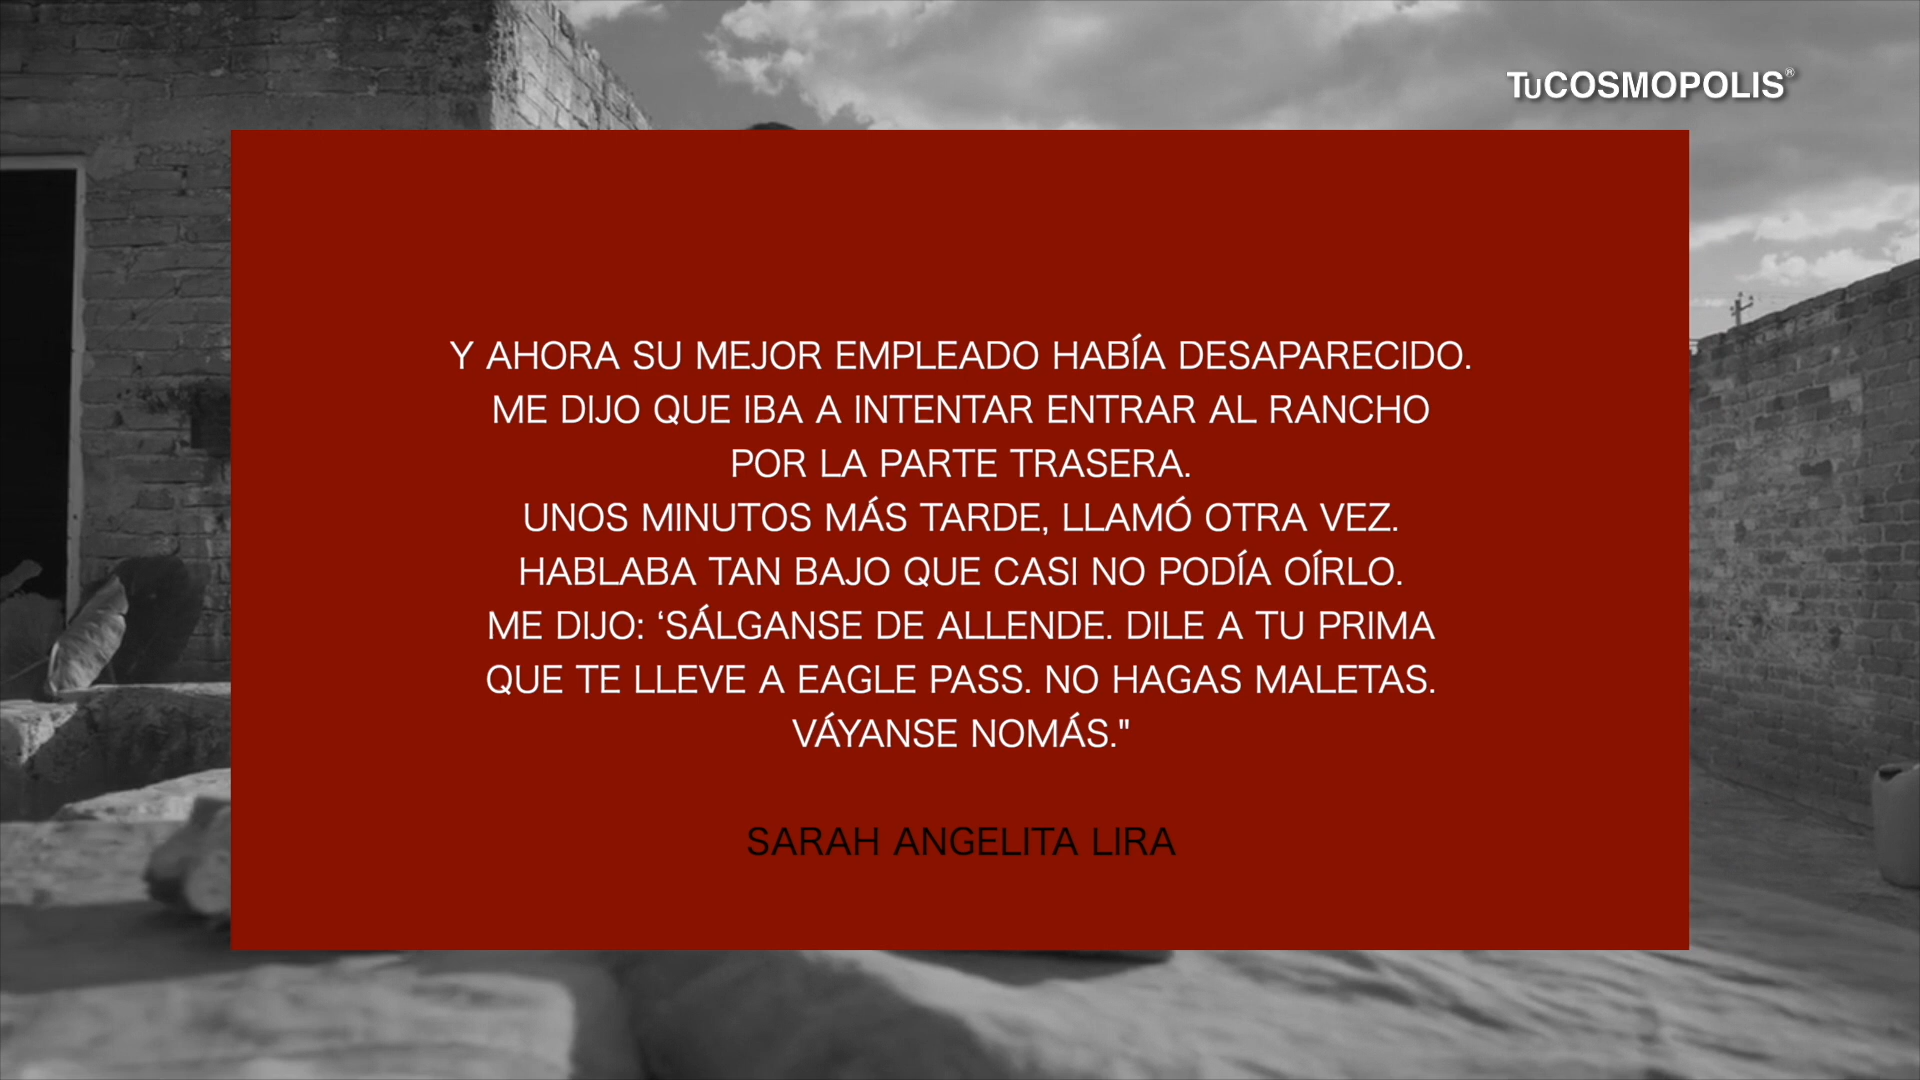 TuCOSMOPOLIS®
Y AHORA SU MEJOR EMPLEADO HABÍA DESAPARECIDO.
ME DIJO QUE IBA A INTENTAR ENTRAR AL RANCHO
POR LA PARTE TRASERA.
UNOS MINUTOS MÁS TARDE, LLAMÓ OTRA VEZ.
HABLABA TAN BAJO QUE CASI NO PODÍA OÍRLO.
ME DIJO: ‘SÁLGANSE DE ALLENDE. DILE A TU PRIMA
QUE TE LLEVE A EAGLE PASS. NO HAGAS MALETAS.
VÁYANSE NOMÁS."
SARAH ANGELITA LIRA